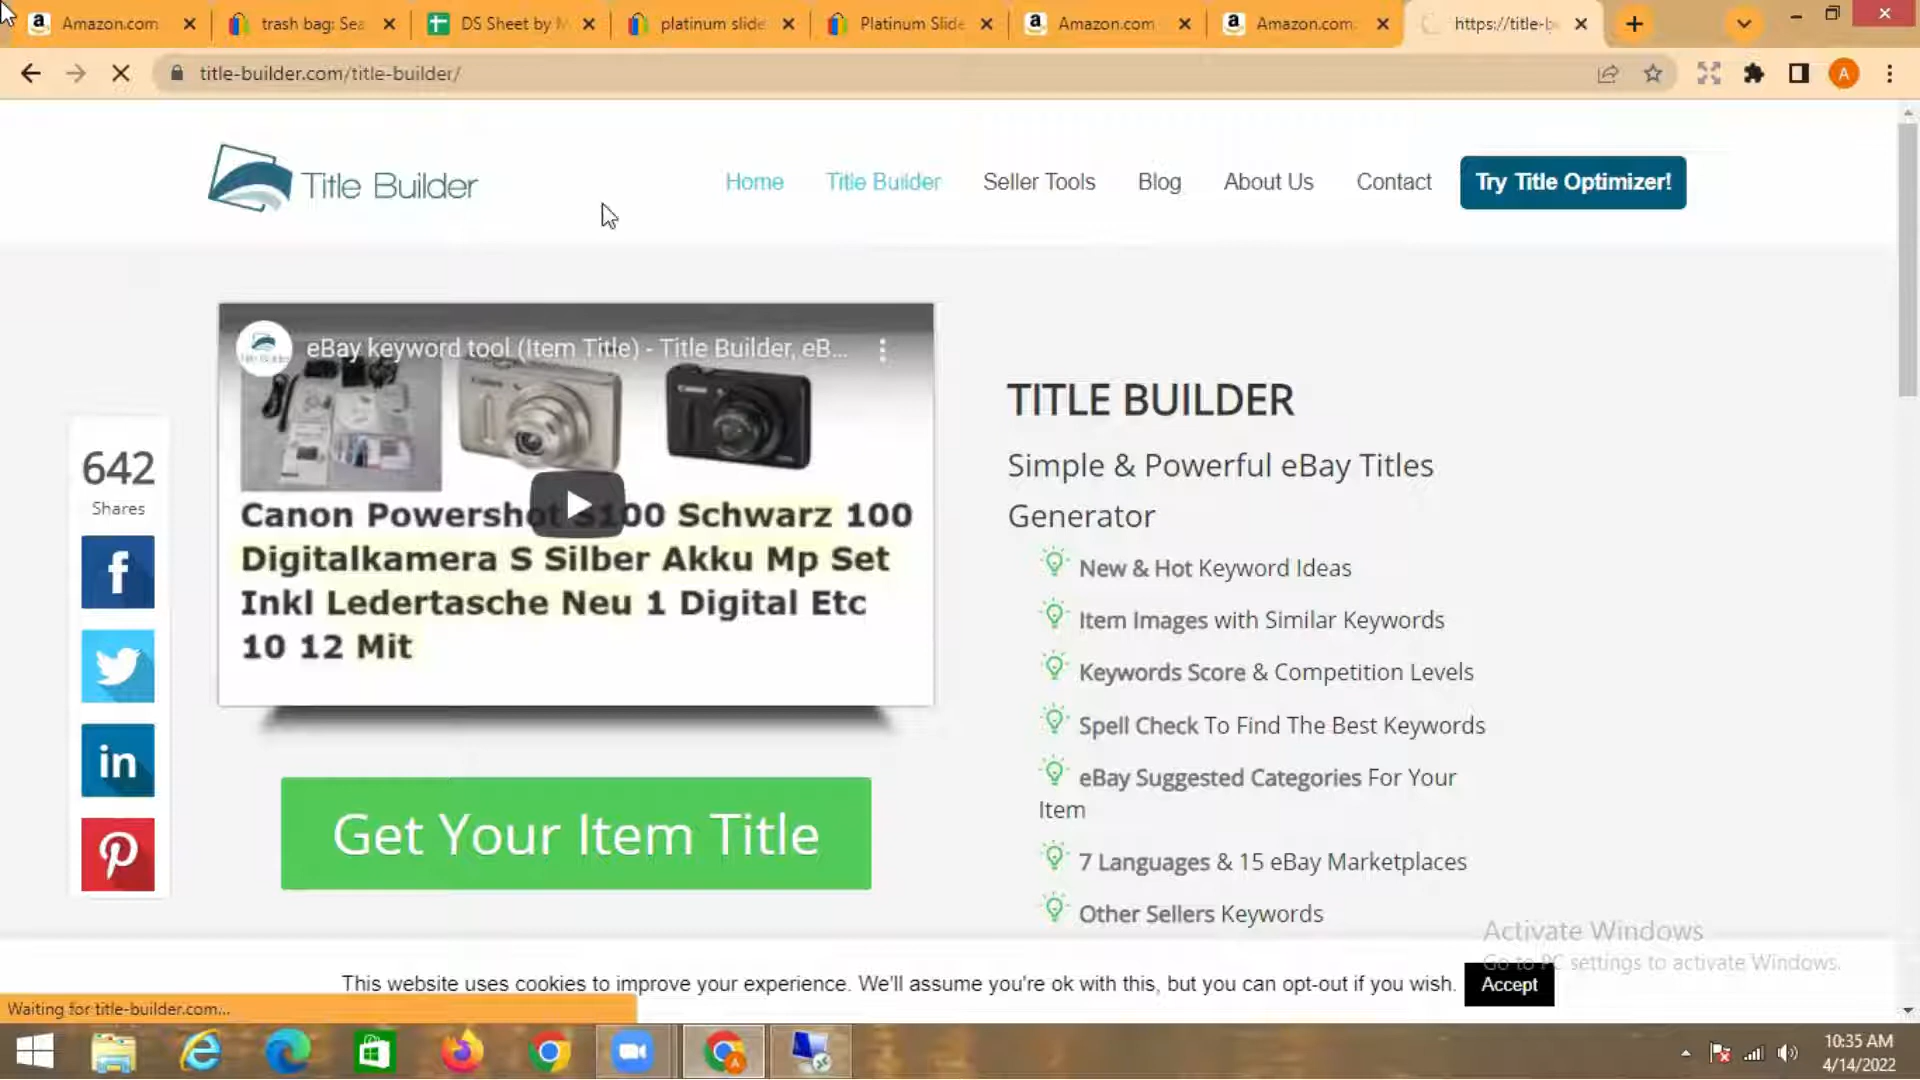 Amazon.com
trash bag: Sea
DS Sheet by M
platinum slide
Platinum Slide
Amazon.com
Amazon.com
https://title-b
title-builder.com/title-builder/
A
Title Builder
Home
Title Builder
Seller Tools
Blog
About Us
Contact
Try Title Optimizer!
642
Shares
eBay keyword tool (Item Title) - Title Builder, eB...
Canon Powershot S100 Schwarz 100
Digitalkamera S Silber Akku Mp Set
Inkl Ledertasche Neu 1 Digital Etc
10 12 Mit
Get Your Item Title
TITLE BUILDER
Simple & Powerful eBay Titles
Generator
New & Hot Keyword Ideas
Item Images with Similar Keywords
Keywords Score & Competition Levels
Spell Check To Find The Best Keywords
eBay Suggested Categories For Your
Item
7 Languages & 15 eBay Marketplaces
Other Sellers Keywords
Activate Windows
Go to PC settings to activate Windows.
This website uses cookies to improve your experience. We'll assume you're ok with this, but you can opt-out if you wish.
Accept
Waiting for title-builder.com...
10:35 AM
4/14/2022